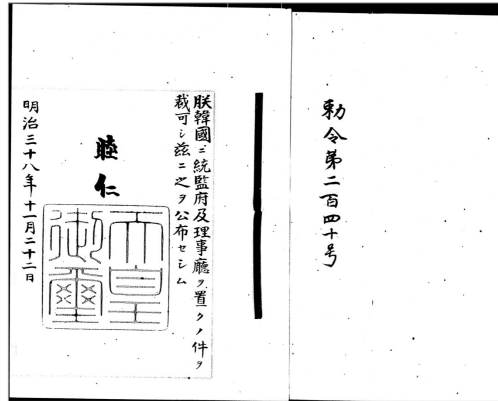 勅令第二百四十号
朕韓國ニ統監府及理事廳ヲ置クノ件ヲ
裁可シ茲ニ之ヲ公布セシム
睦仁
天皇
御璽
明治三十八年十一月二十二日